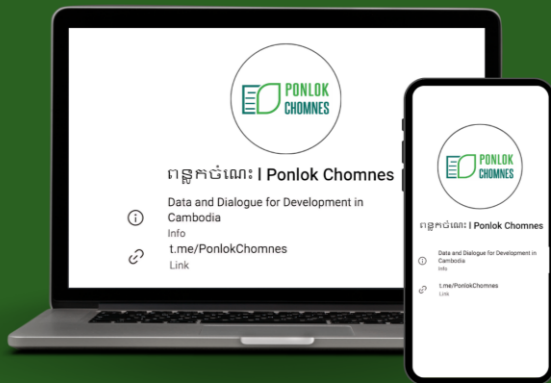 PONLOK
CHOMNES
ពន្លកចំណេះ l Ponlok Chomnes
Data and Dialogue for Development in
Cambodia
Info
t.me/PonlokChomnes
Link
PONLOK
CHOMNES
ពន្លកចំណេះ l Ponlok Chomnes
Data and Dialogue for Development in
Cambodia
Info
t.me/PonlokChomnes
Link